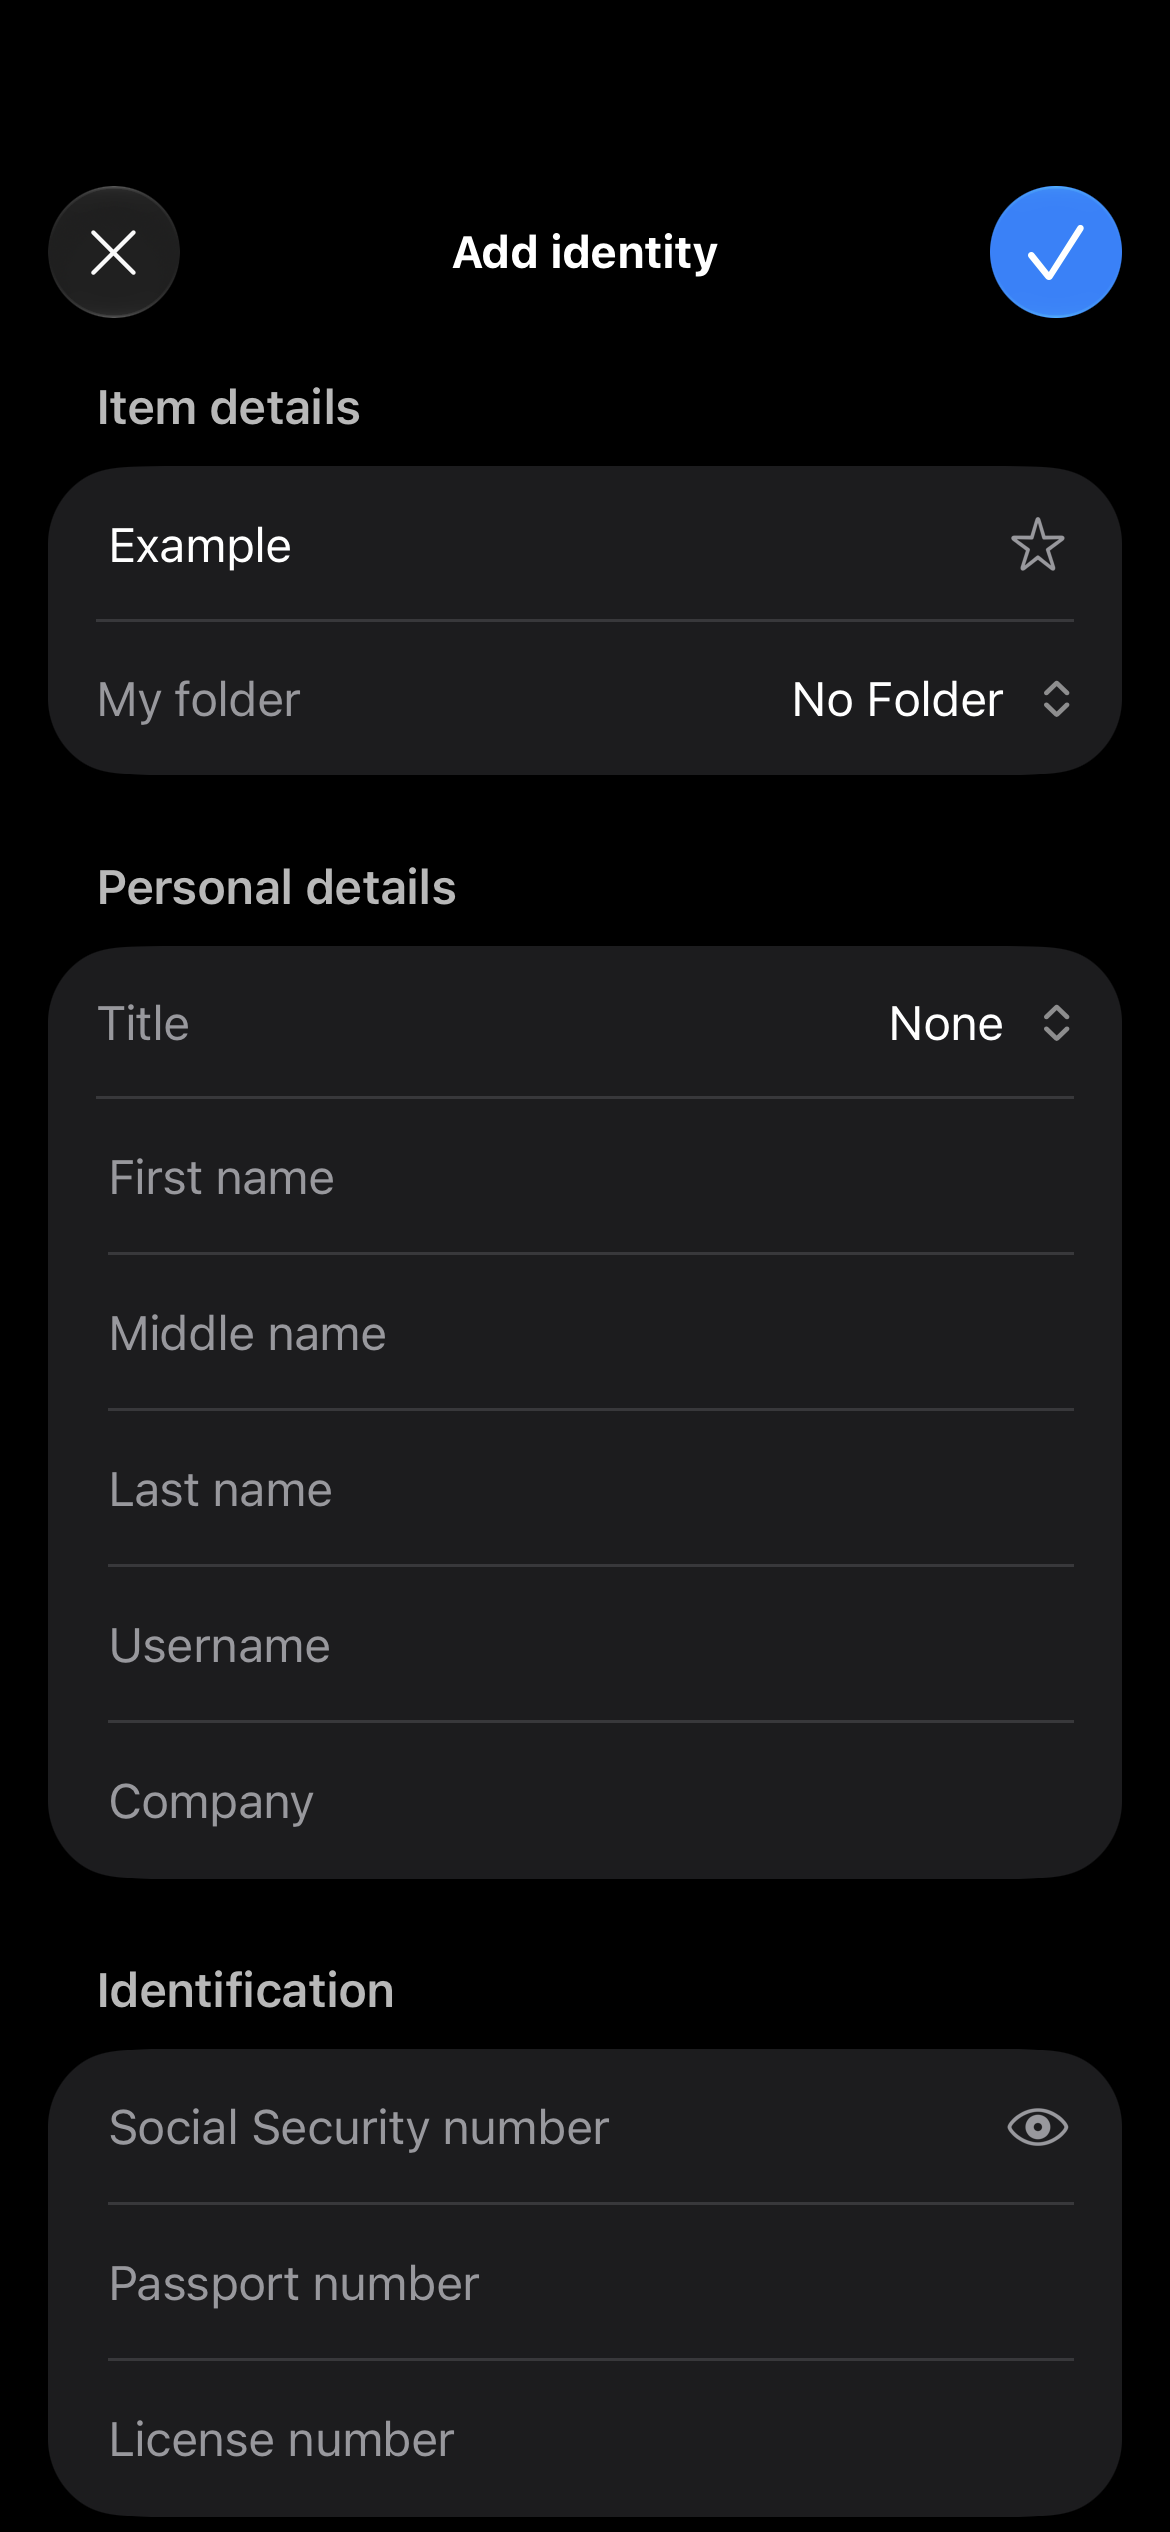 Add identity
Item details
Example
My folder No Folder
Personal details
Title None
First name
Middle name
Last name
Username
Company
Identification
Social Security number
Passport number
License number